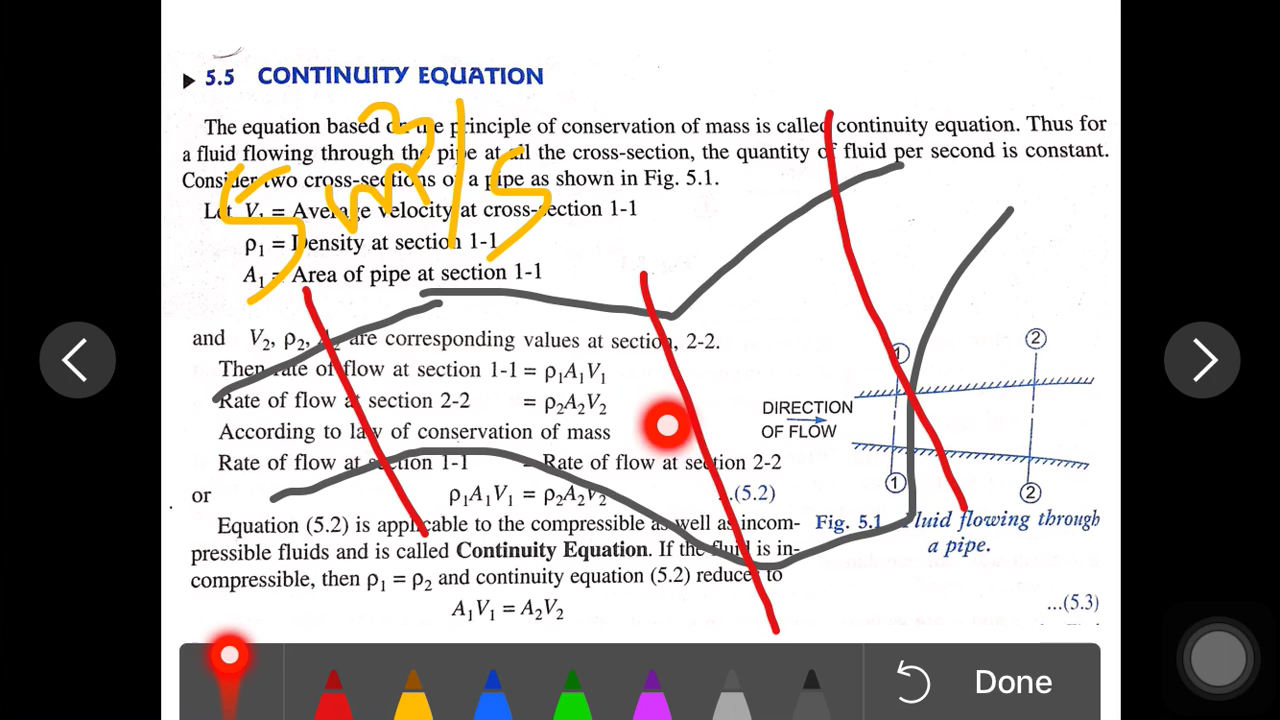 5.5 CONTINUITY EQUATION
The equation based on the principle of conservation of mass is called continuity equation. Thus for
a fluid flowing through the pipe at all the cross-section, the quantity of fluid per second is constant.
Consider two cross-sections of a pipe as shown in Fig. 5.1.
5m³/s
Let V₁ = Average velocity at cross-section 1-1
ρ₁ = Density at section 1-1
A₁ = Area of pipe at section 1-1
and V₂, ρ₂, A₂ are corresponding values at section, 2-2.
Then rate of flow at section 1-1 = ρ₁A₁V₁
Rate of flow at section 2-2 = ρ₂A₂V₂
According to law of conservation of mass
Rate of flow at section 1-1 = Rate of flow at section 2-2
or ρ₁A₁V₁ = ρ₂A₂V₂ ...(5.2)
Equation (5.2) is applicable to the compressible as well as incom-
pressible fluids and is called Continuity Equation. If the fluid is in-
compressible, then ρ₁ = ρ₂ and continuity equation (5.2) reduces to
A₁V₁ = A₂V₂ ...(5.3)
1
2
DIRECTION
OF FLOW
1
2
Fig. 5.1 Fluid flowing through
a pipe.
Done